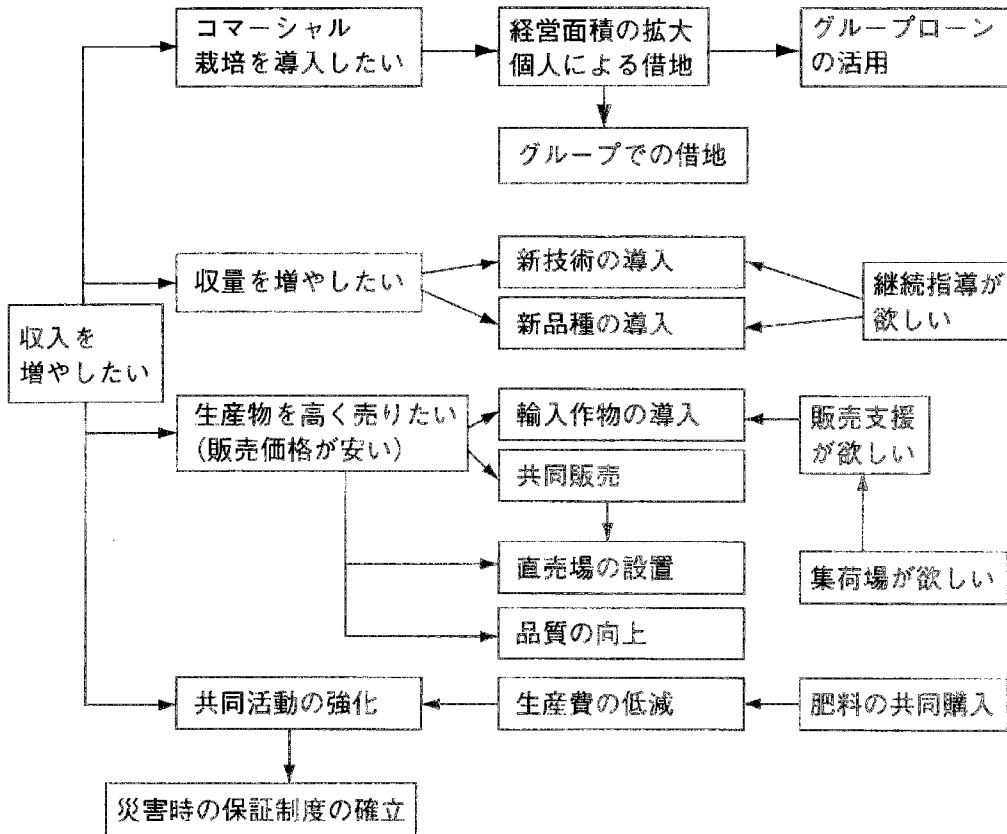 コマーシャル
栽培を導入したい
経営面積の拡大
個人による借地
グループローン
の活用
グループでの借地
収量を増やしたい
新技術の導入
新品種の導入
継続指導が
欲しい
収入を
増やしたい
生産物を高く売りたい
(販売価格が安い)
輸入作物の導入
共同販売
販売支援
が欲しい
直売場の設置
集荷場が欲しい
品質の向上
共同活動の強化
生産費の低減
肥料の共同購入
災害時の保証制度の確立